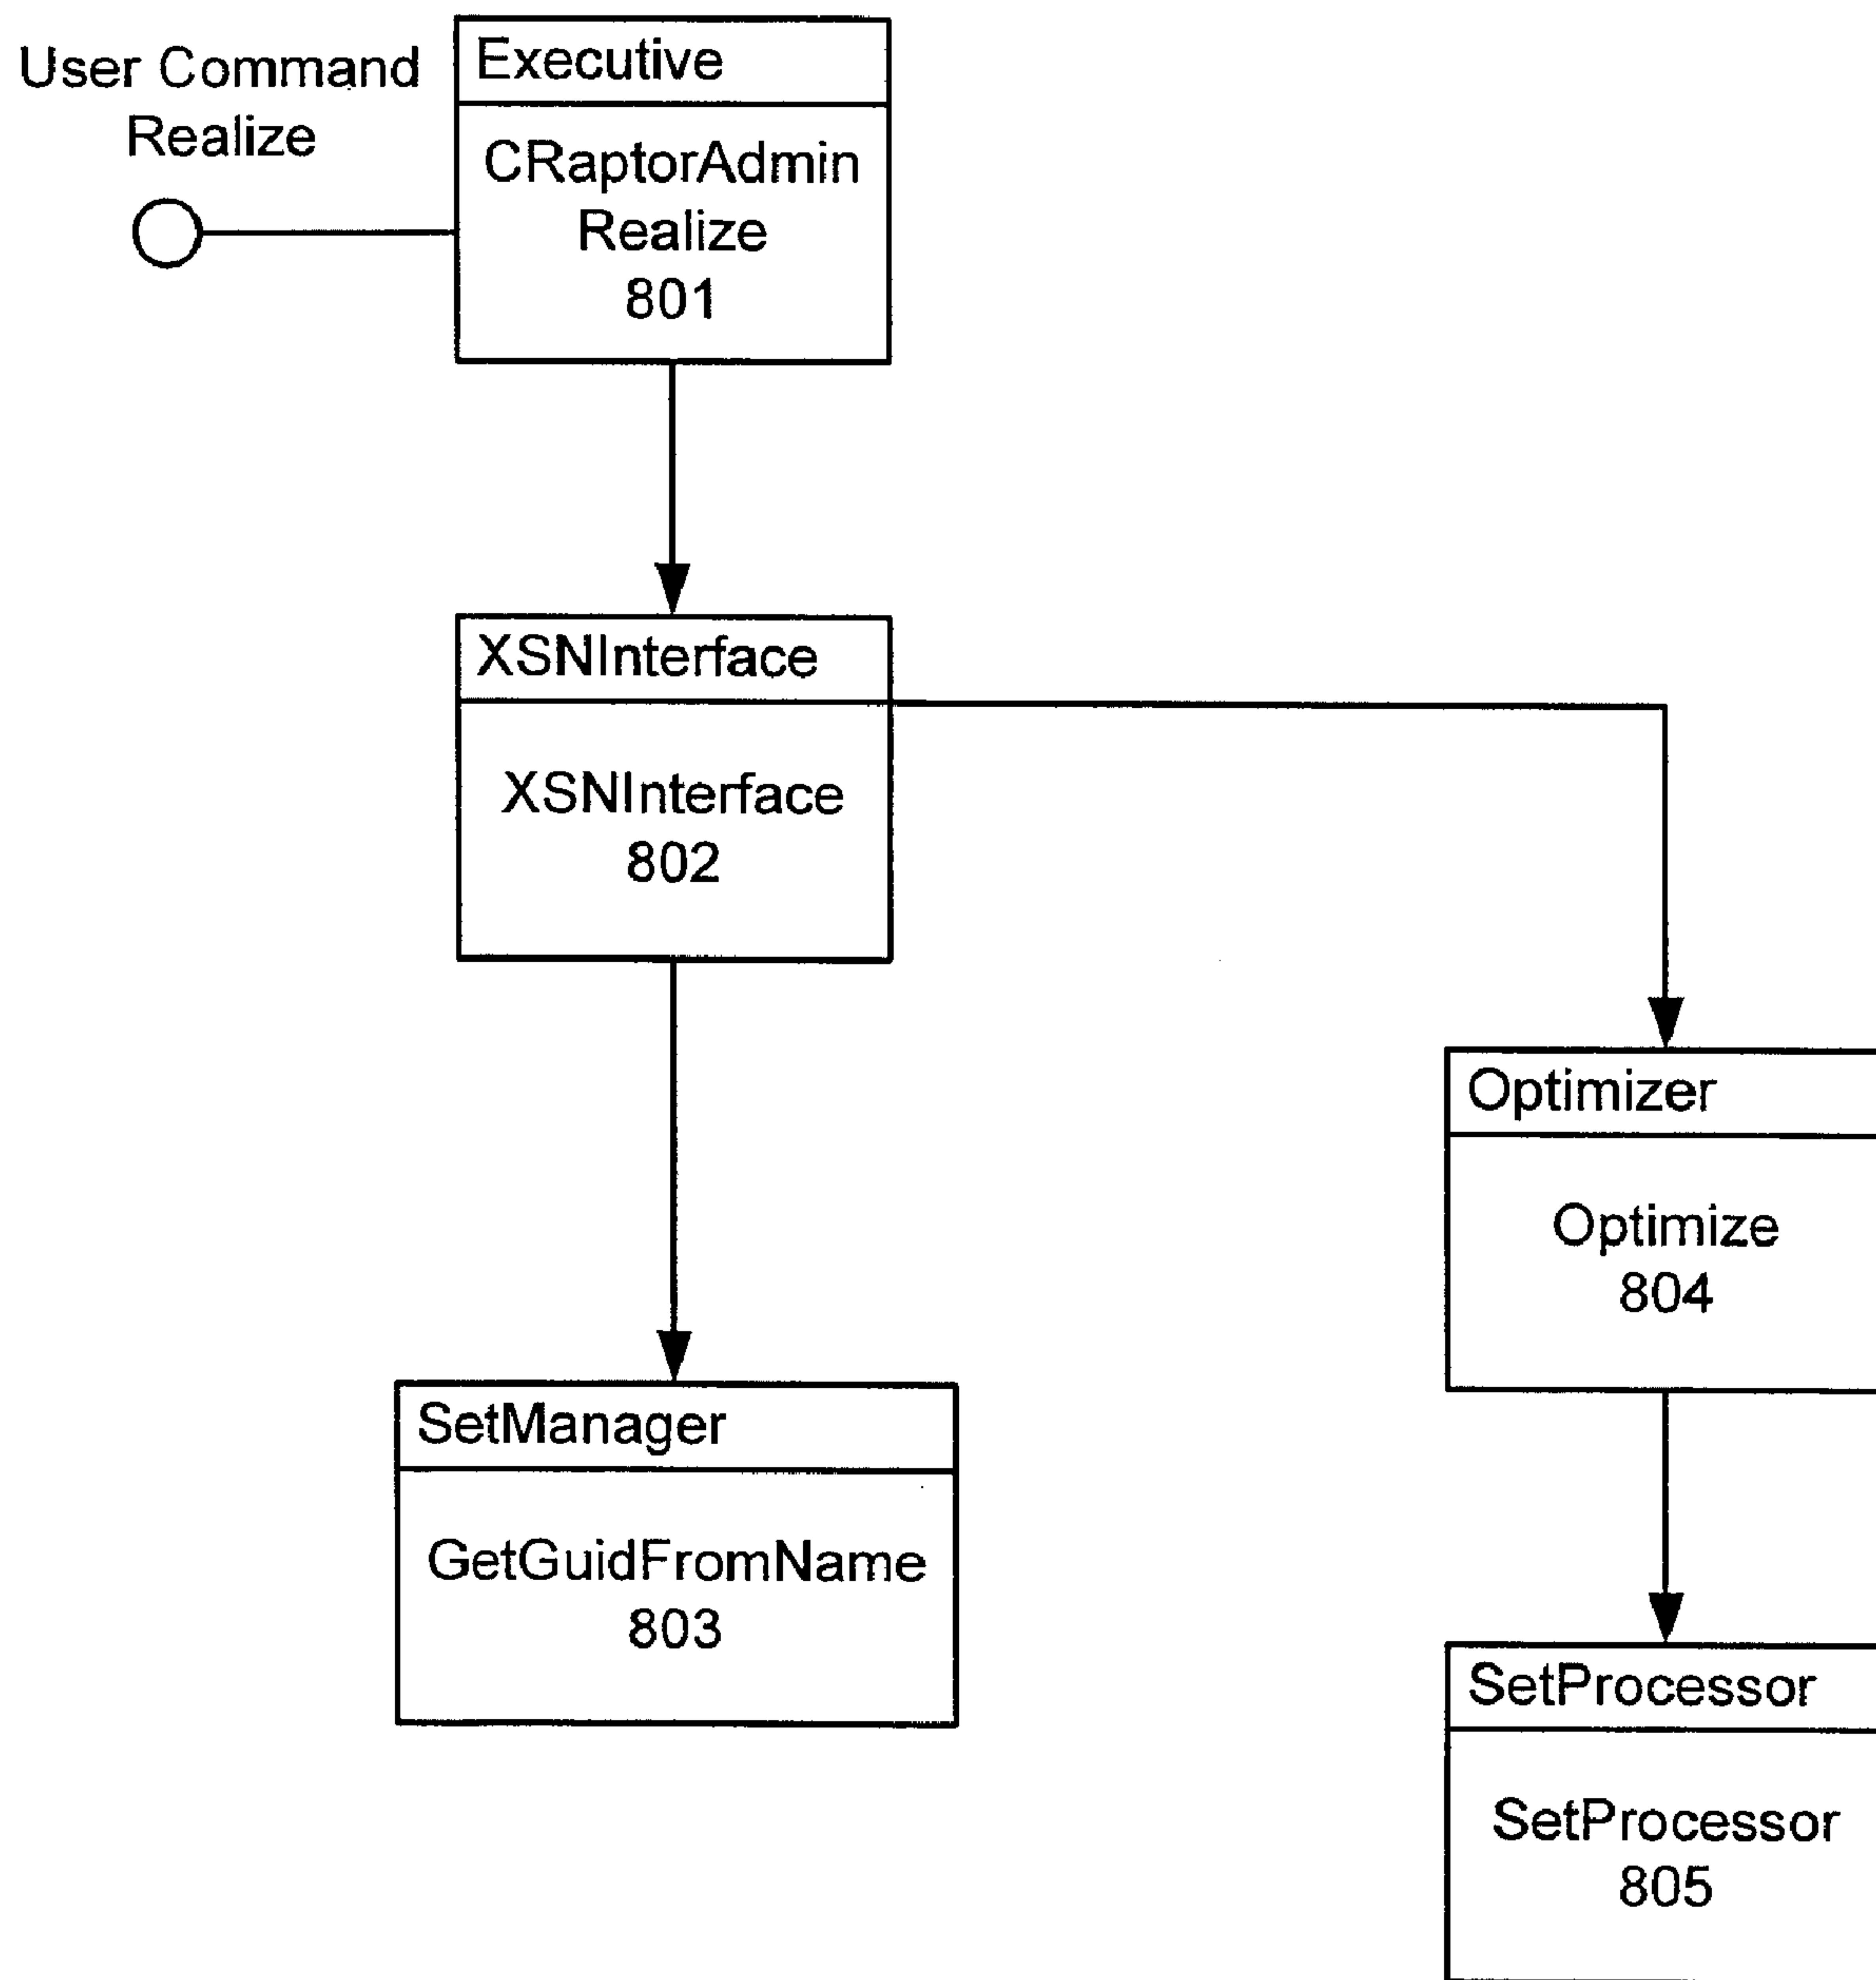 User Command
Realize
Executive
CRaptorAdmin
Realize
801
XSNInterface
XSNInterface
802
Optimizer
Optimize
804
SetManager
GetGuidFromName
803
SetProcessor
SetProcessor
805